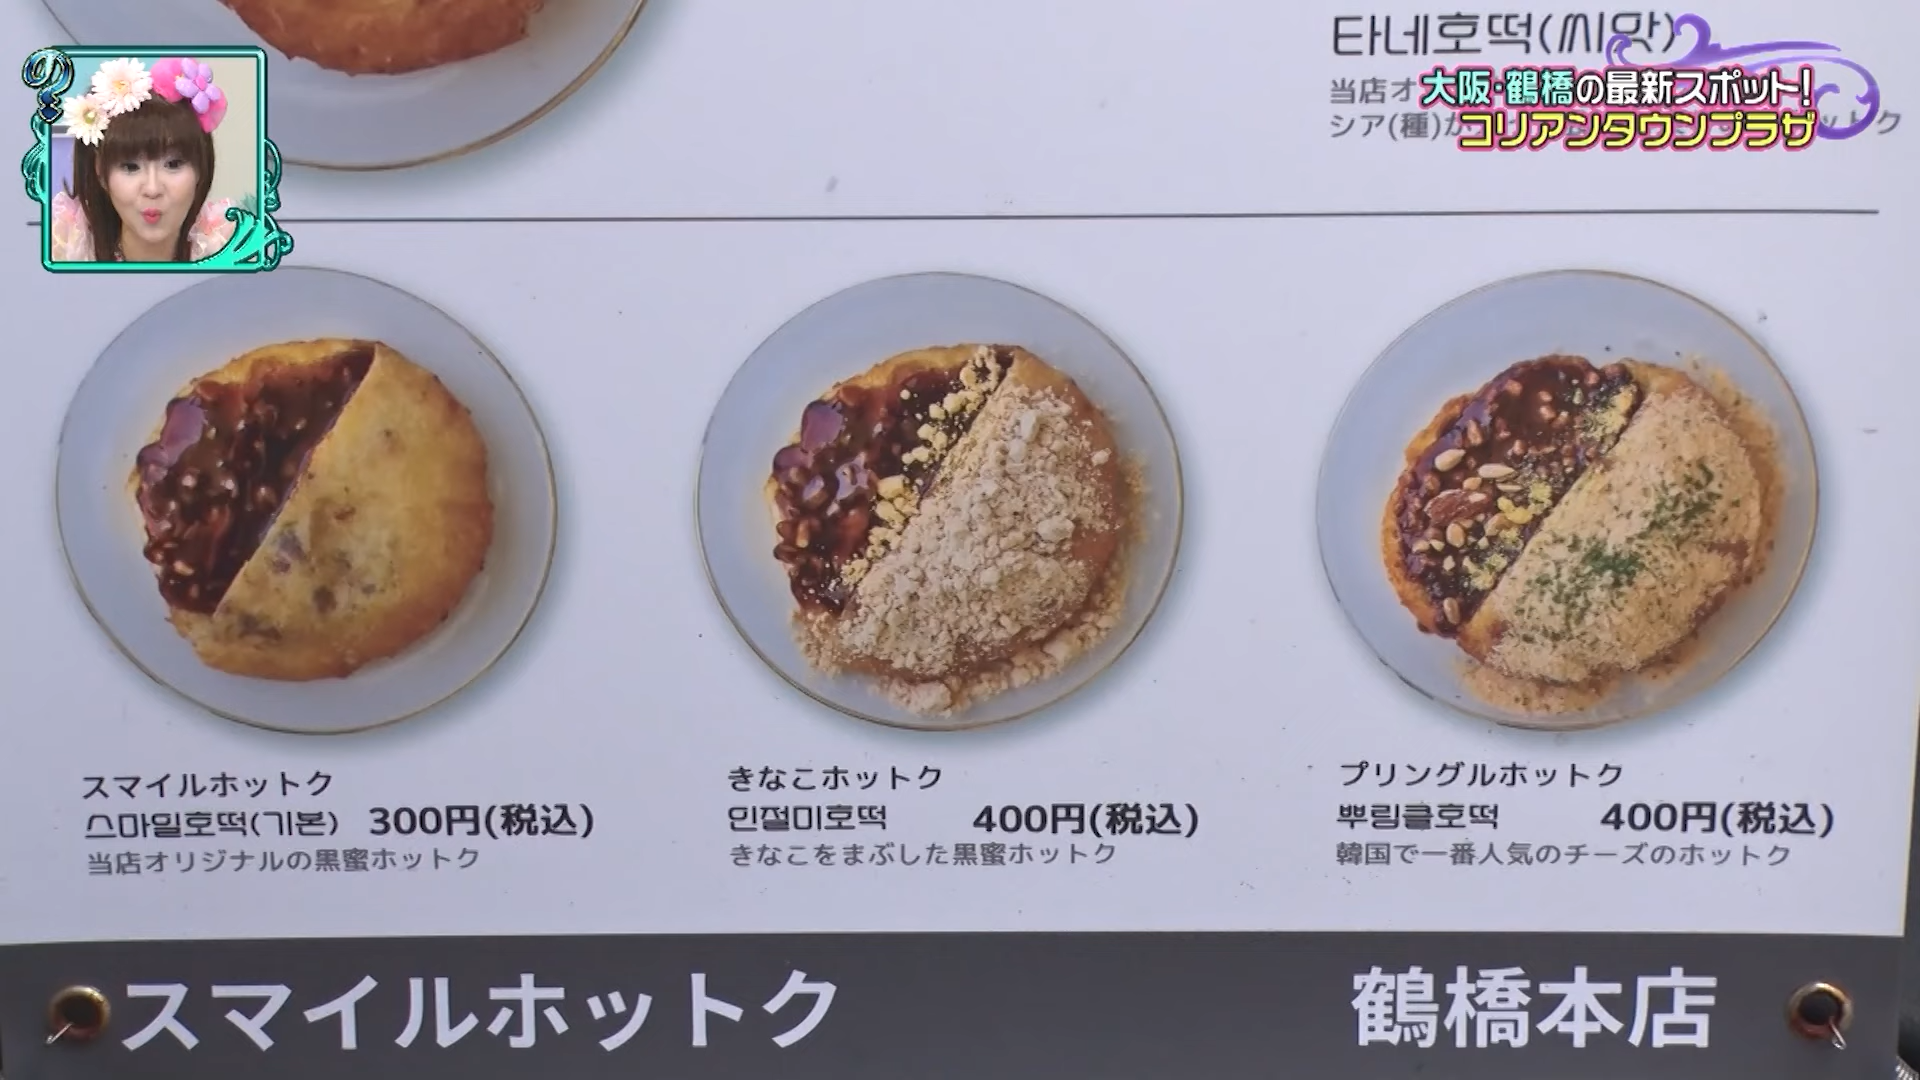 の?
타네호떡(씨맛)
当店オ
大阪・鶴橋の最新スポット!
シア(種)が
ットク
コリアンタウンプラザ
スマイルホットク
스마일호떡(기본) 300円(税込)
当店オリジナルの黒蜜ホットク
きなこホットク
인절미호떡 400円(税込)
きなこをまぶした黒蜜ホットク
プリングルホットク
뿌링클호떡 400円(税込)
韓国で一番人気のチーズのホットク
スマイルホットク 鶴橋本店